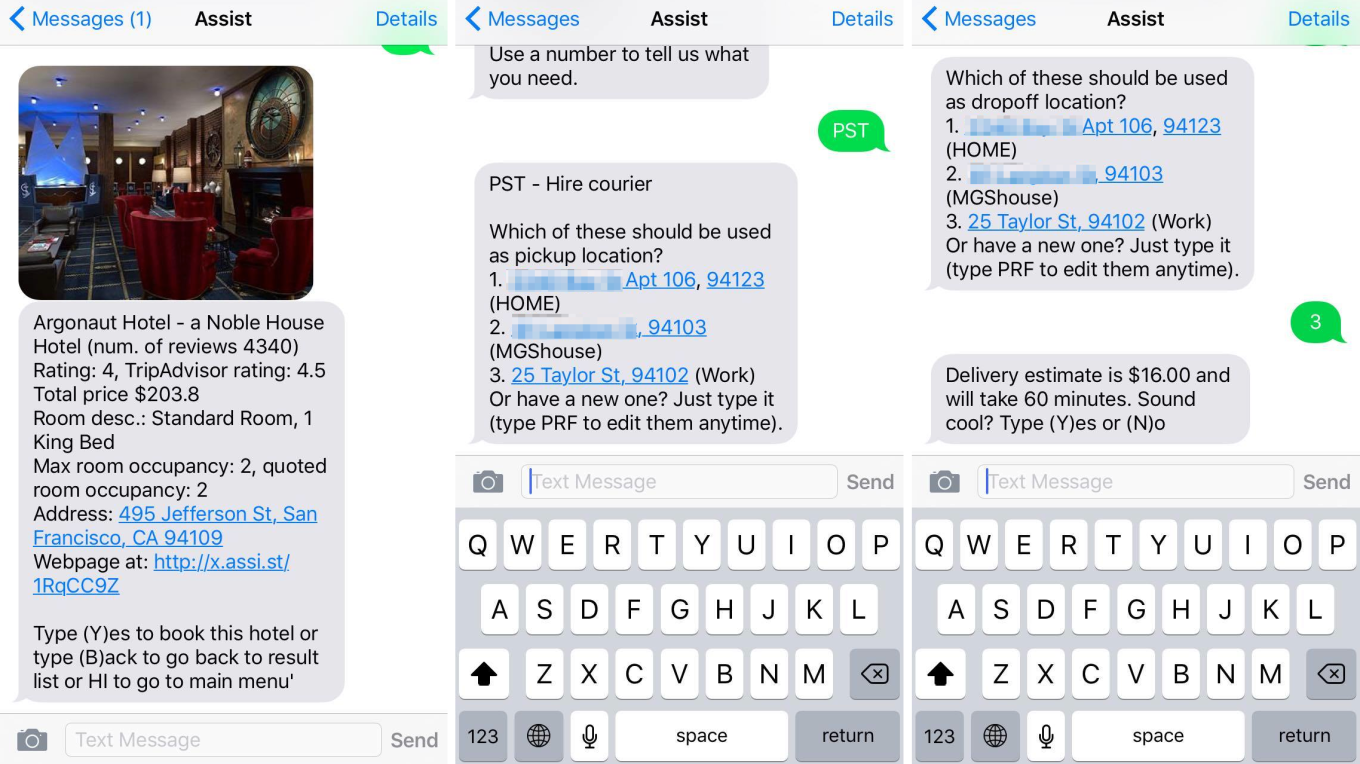 Messages (1)
Assist
Details
Argonaut Hotel - a Noble House
Hotel (num. of reviews 4340)
Rating: 4, TripAdvisor rating: 4.5
Total price $203.8
Room desc.: Standard Room, 1
King Bed
Max room occupancy: 2, quoted
room occupancy: 2
Address: 495 Jefferson St, San
Francisco, CA 94109
Webpage at: http://x.assi.st/
1RqCC9Z
Type (Y)es to book this hotel or
type (B)ack to go back to result
list or HI to go to main menu'
Text Message
Send
Messages
Assist
Details
Use a number to tell us what
you need.
PST
PST - Hire courier
Which of these should be used
as pickup location?
1. Apt 106, 94123
(HOME)
2. , 94103
(MGShouse)
3. 25 Taylor St, 94102 (Work)
Or have a new one? Just type it
(type PRF to edit them anytime).
Text Message
Send
Q W E R T Y U I O P
A S D F G H J K L
Z X C V B N M
123
space
return
Messages
Assist
Details
Which of these should be used
as dropoff location?
1. Apt 106, 94123
(HOME)
2. , 94103
(MGShouse)
3. 25 Taylor St, 94102 (Work)
Or have a new one? Just type it
(type PRF to edit them anytime).
3
Delivery estimate is $16.00 and
will take 60 minutes. Sound
cool? Type (Y)es or (N)o
Text Message
Send
Q W E R T Y U I O P
A S D F G H J K L
Z X C V B N M
123
space
return